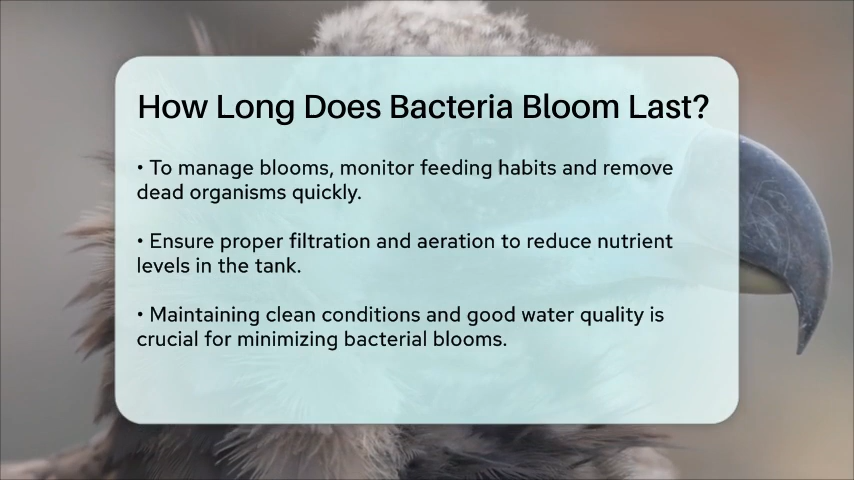 How Long Does Bacteria Bloom Last?
• To manage blooms, monitor feeding habits and remove
dead organisms quickly.
• Ensure proper filtration and aeration to reduce nutrient
levels in the tank.
• Maintaining clean conditions and good water quality is
crucial for minimizing bacterial blooms.